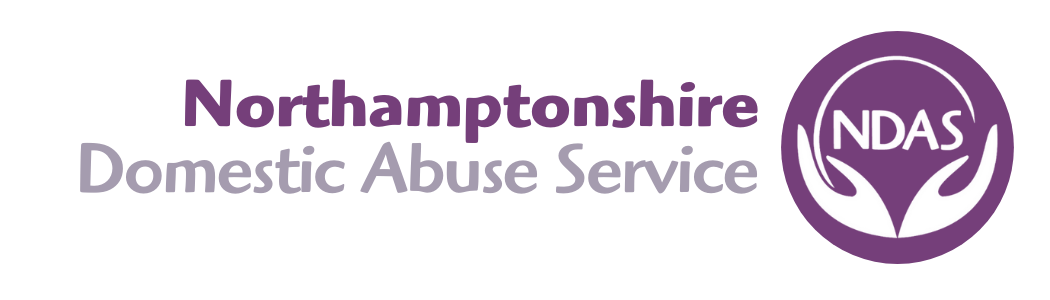 Northamptonshire
Domestic Abuse Service
NDAS